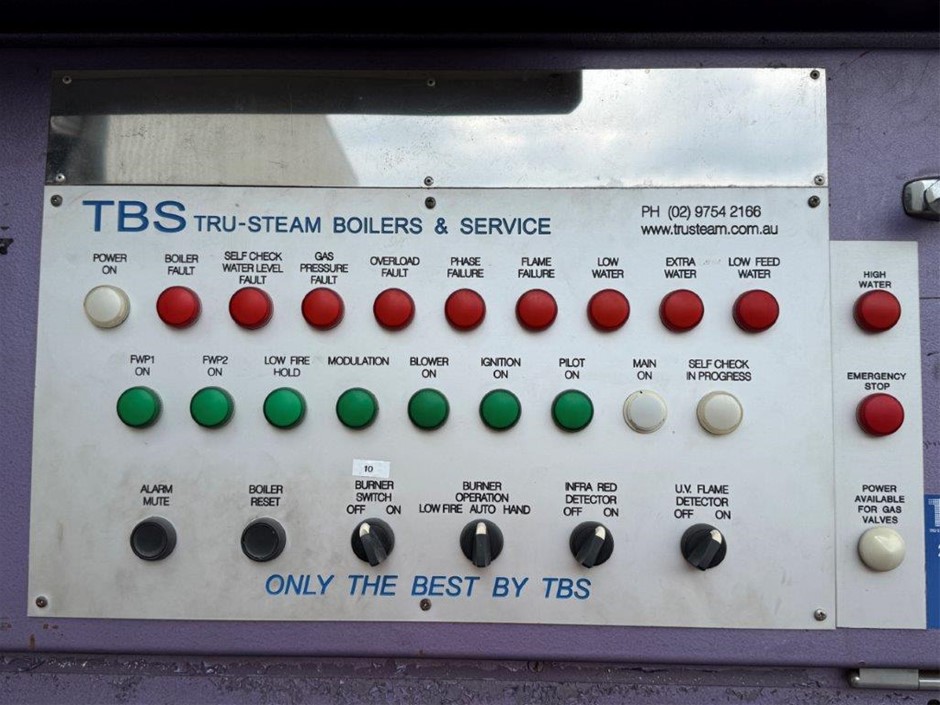 TBS TRU-STEAM BOILERS & SERVICE
PH (02) 9754 2166
www.trusteam.com.au
POWER
ON
BOILER
FAULT
SELF CHECK
WATER LEVEL
FAULT
GAS
PRESSURE
FAULT
OVERLOAD
FAULT
PHASE
FAILURE
FLAME
FAILURE
LOW
WATER
EXTRA
WATER
LOW FEED
WATER
HIGH
WATER
FWP1
ON
FWP2
ON
LOW FIRE
HOLD
MODULATION
BLOWER
ON
IGNITION
ON
PILOT
ON
MAIN
ON
SELF CHECK
IN PROGRESS
EMERGENCY
STOP
ALARM
MUTE
BOILER
RESET
10
BURNER
SWITCH
OFF ON
BURNER
OPERATION
LOW FIRE AUTO HAND
INFRA RED
DETECTOR
OFF ON
U.V. FLAME
DETECTOR
OFF ON
POWER
AVAILABLE
FOR GAS
VALVES
ONLY THE BEST BY TBS